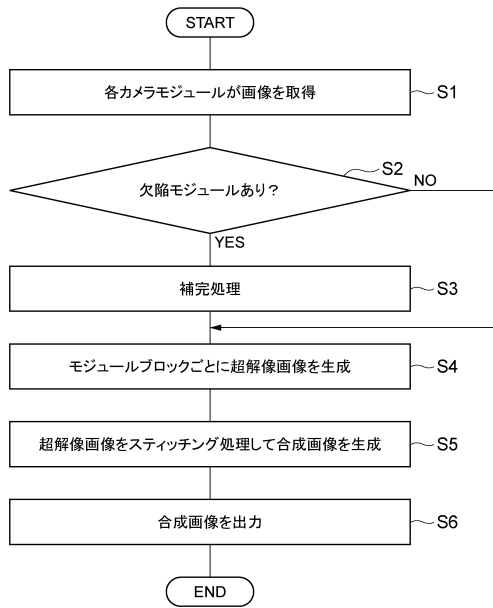 START
各カメラモジュールが画像を取得
S1
S2
欠陥モジュールあり?
NO
YES
補完処理
S3
モジュールブロックごとに超解像画像を生成
S4
超解像画像をスティッチング処理して合成画像を生成
S5
合成画像を出力
S6
END